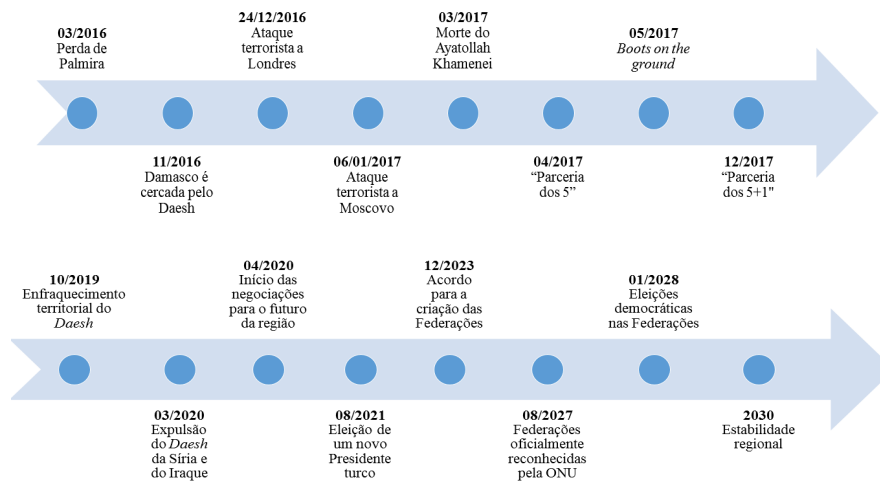 03/2016
Perda de
Palmira
11/2016
Damasco é
cercada pelo
Daesh
24/12/2016
Ataque
terrorista a
Londres
06/01/2017
Ataque
terrorista a
Moscovo
03/2017
Morte do
Ayatollah
Khamenei
04/2017
“Parceria
dos 5”
05/2017
Boots on the
ground
12/2017
“Parceria
dos 5+1"
10/2019
Enfraquecimento
territorial do
Daesh
03/2020
Expulsão
do Daesh
da Síria e
do Iraque
04/2020
Início das
negociações
para o futuro
da região
08/2021
Eleição de
um novo
Presidente
turco
12/2023
Acordo
para a
criação das
Federações
08/2027
Federações
oficialmente
reconhecidas
pela ONU
01/2028
Eleições
democráticas
nas Federações
2030
Estabilidade
regional